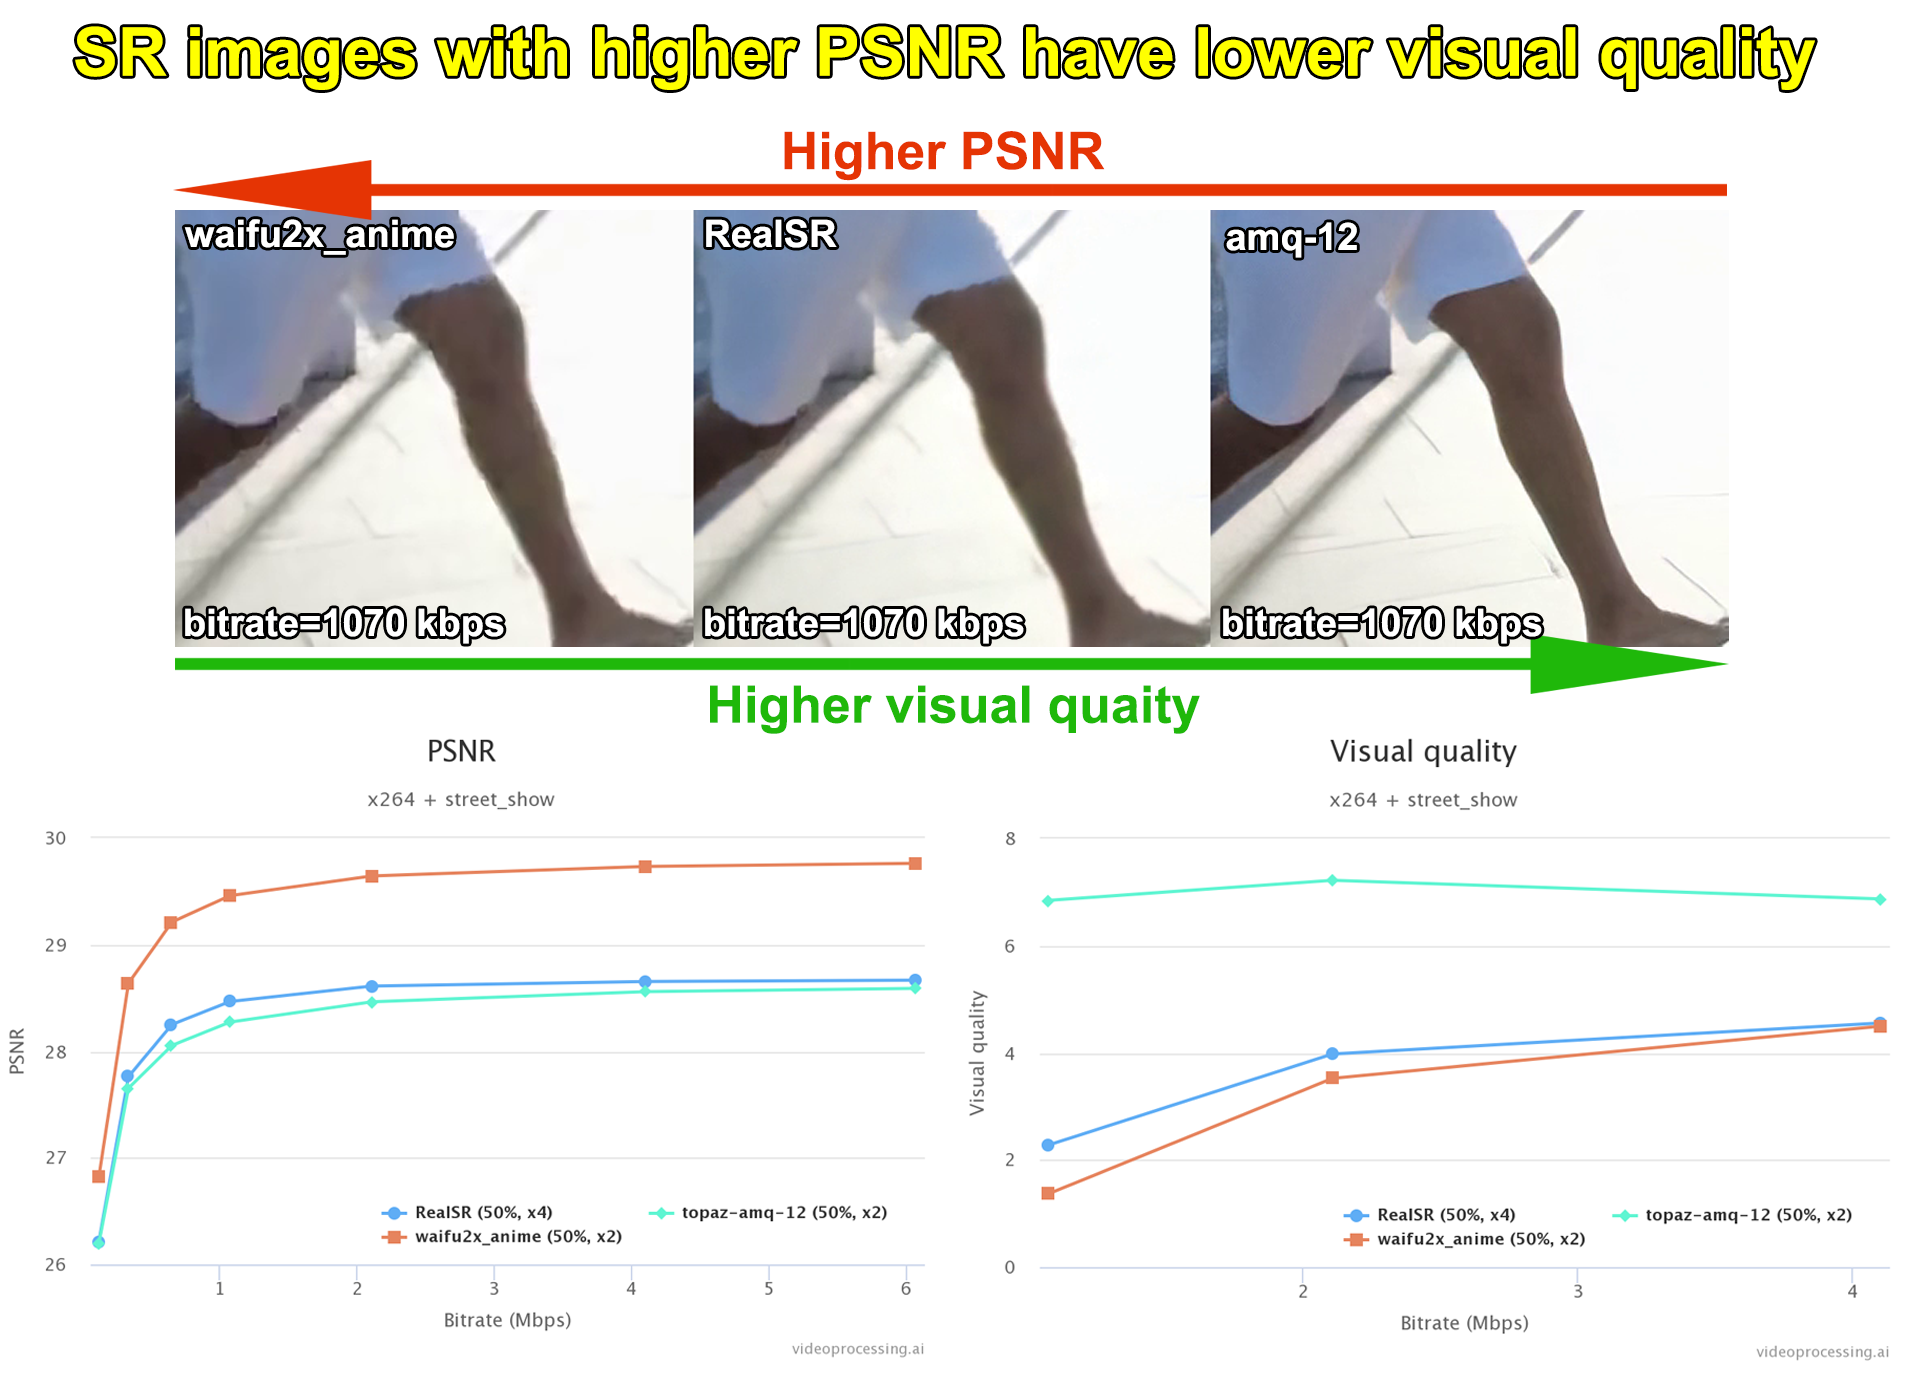 SR images with higher PSNR have lower visual quality
Higher PSNR
waifu2x_anime
RealSR
amq-12
bitrate=1070 kbps
bitrate=1070 kbps
bitrate=1070 kbps
Higher visual quaity
PSNR
x264 + street_show
30
29
28
27
26
PSNR
RealSR (50%, x4)
topaz-amq-12 (50%, x2)
waifu2x_anime (50%, x2)
1
2
3
4
5
6
Bitrate (Mbps)
videoprocessing.ai
Visual quality
x264 + street_show
8
6
4
2
0
Visual quality
RealSR (50%, x4)
topaz-amq-12 (50%, x2)
waifu2x_anime (50%, x2)
2
3
4
Bitrate (Mbps)
videoprocessing.ai